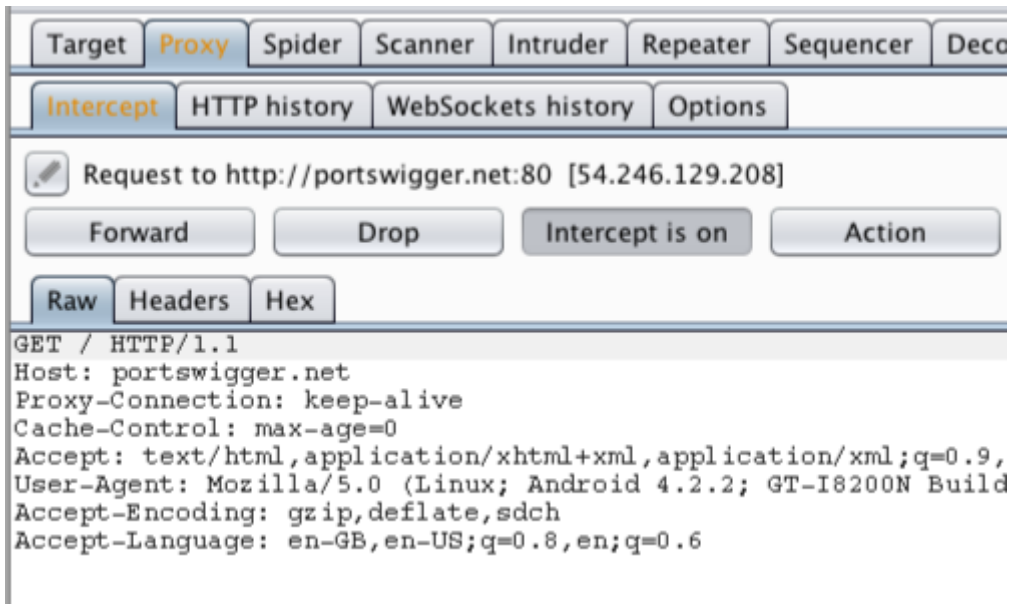 Target Proxy Spider Scanner Intruder Repeater Sequencer
Intercept HTTP history WebSockets history Options
Request to http://portswigger.net:80 [54.246.129.208]
Forward Drop Intercept is on Action
Raw Headers Hex
GET / HTTP/1.1
Host: portswigger.net
Proxy-Connection: keep-alive
Cache-Control: max-age=0
Accept: text/html,application/xhtml+xml,application/xml;q=0.9,
User-Agent: Mozilla/5.0 (Linux; Android 4.2.2; GT-I8200N Build
Accept-Encoding: gzip,deflate,sdch
Accept-Language: en-GB,en-US;q=0.8,en;q=0.6